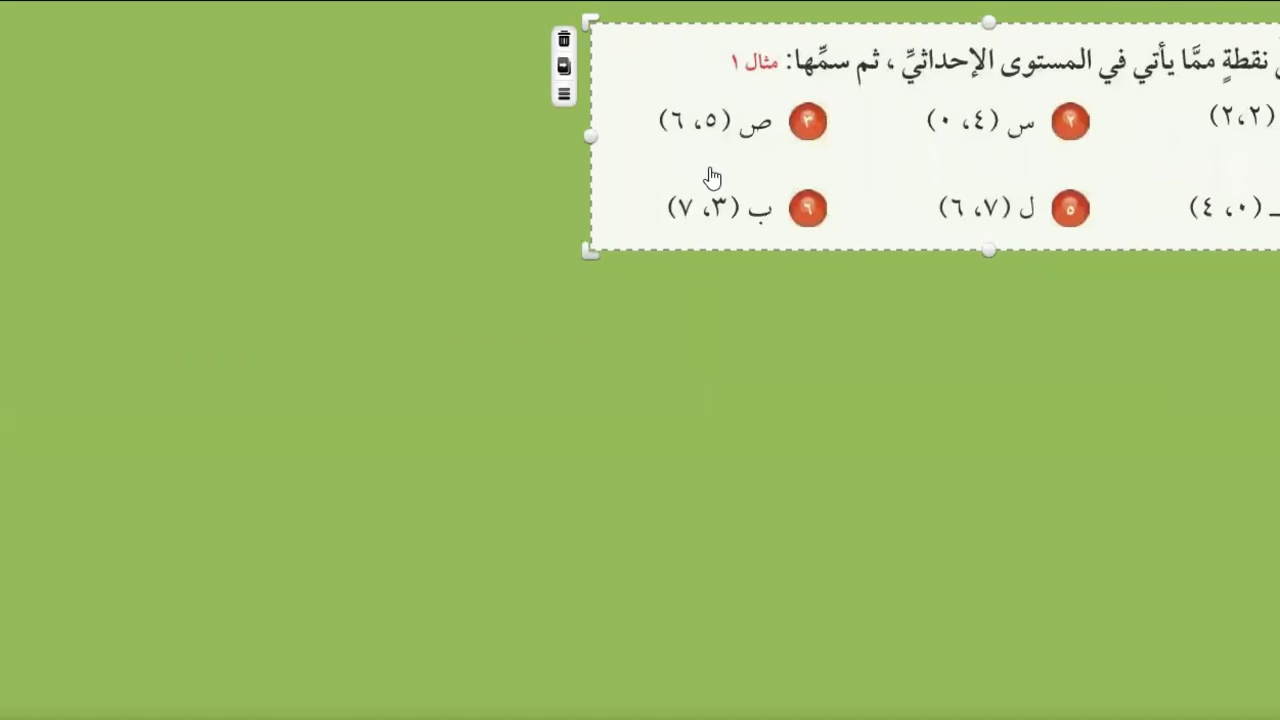 نقطةٍ ممَّا يأتي في المستوى الإحداثيِّ ، ثم سمِّها: مثال ١
(٢،٢) ٢ س (٤، ٠) ٣ ص (٥، ٦)
(٠، ٤) ٥ ل (٧، ٦) ٦ ب (٣، ٧)